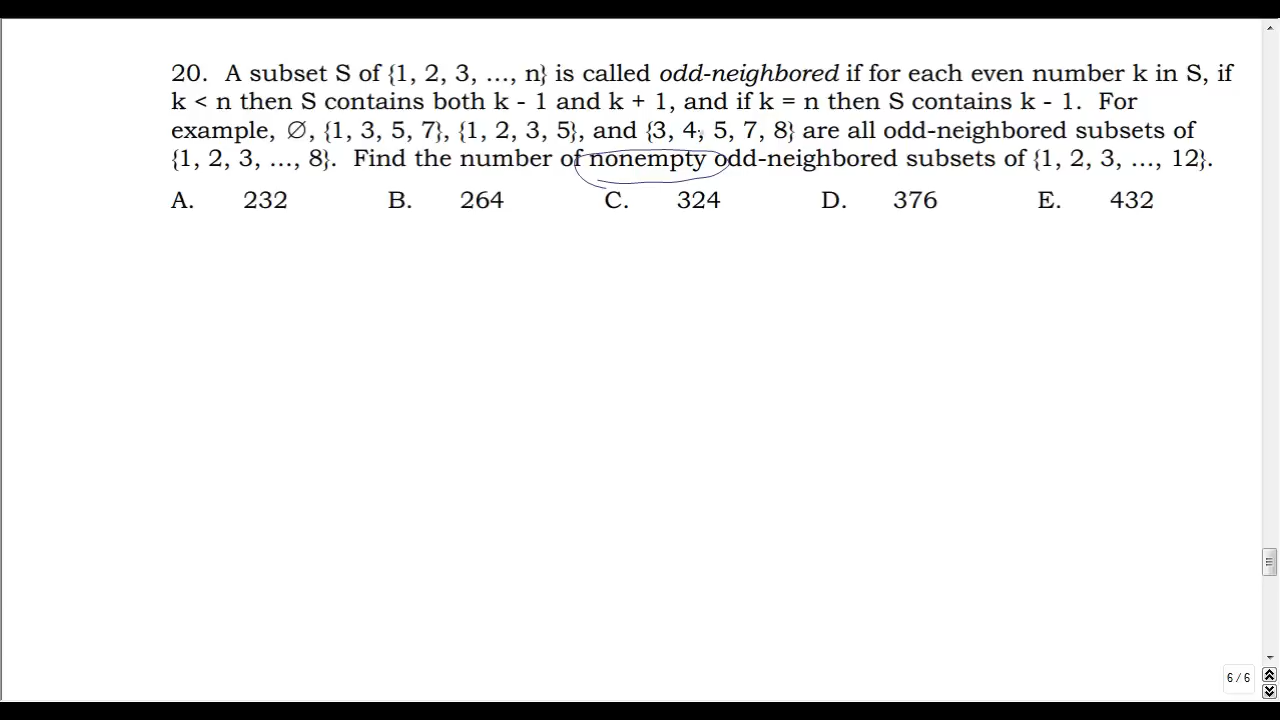 20. A subset S of {1, 2, 3, …, n} is called odd-neighbored if for each even number k in S, if
k < n then S contains both k - 1 and k + 1, and if k = n then S contains k - 1. For
example, ∅, {1, 3, 5, 7}, {1, 2, 3, 5}, and {3, 4, 5, 7, 8} are all odd-neighbored subsets of
{1, 2, 3, …, 8}. Find the number of nonempty odd-neighbored subsets of {1, 2, 3, …, 12}.
A. 232 B. 264 C. 324 D. 376 E. 432
6 / 6